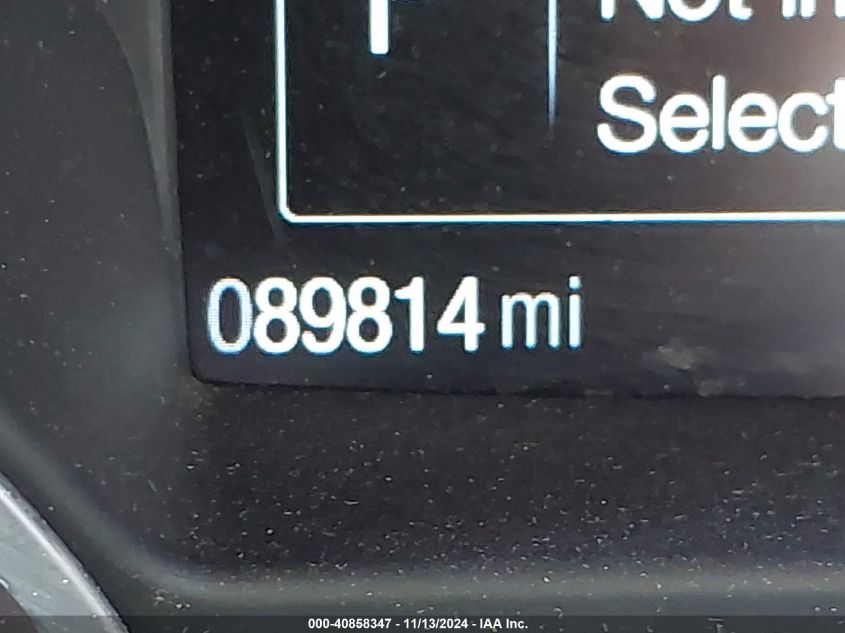 Select
089814 mi
000-40858347 - 11/13/2024 - IAA Inc.